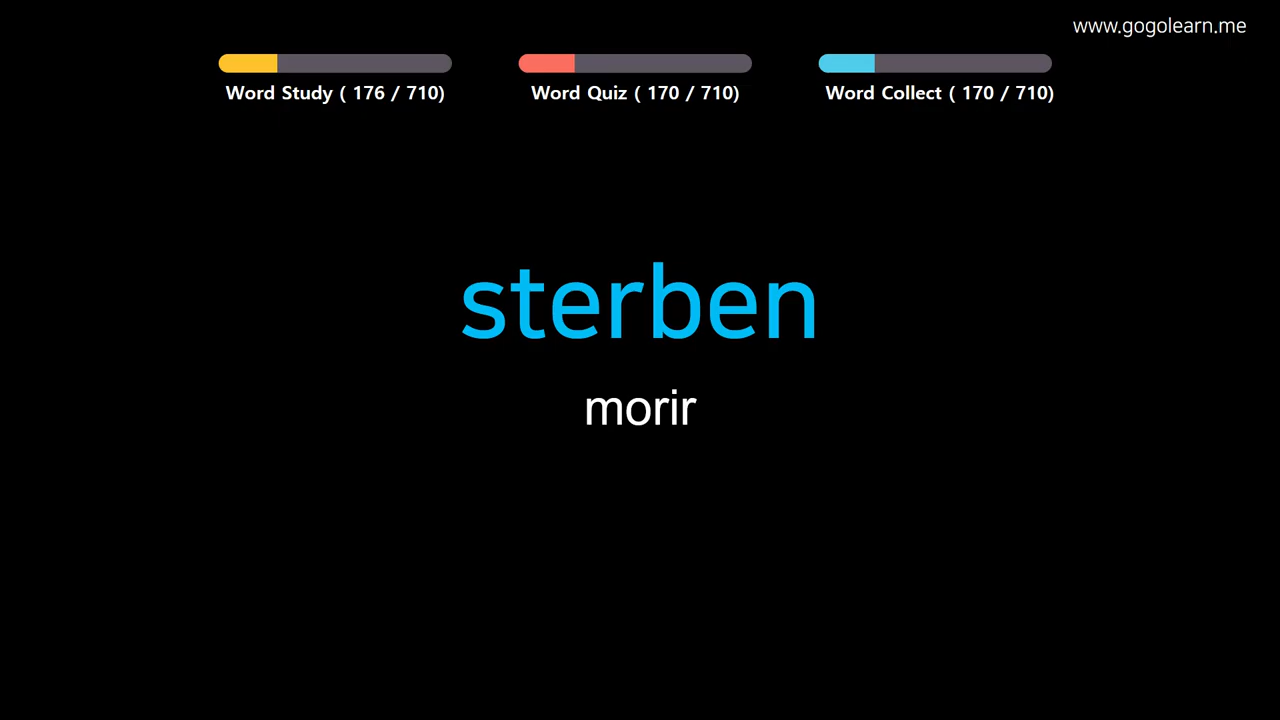 www.gogolearn.me
Word Study ( 176 / 710)
Word Quiz ( 170 / 710)
Word Collect ( 170 / 710)
sterben
morir